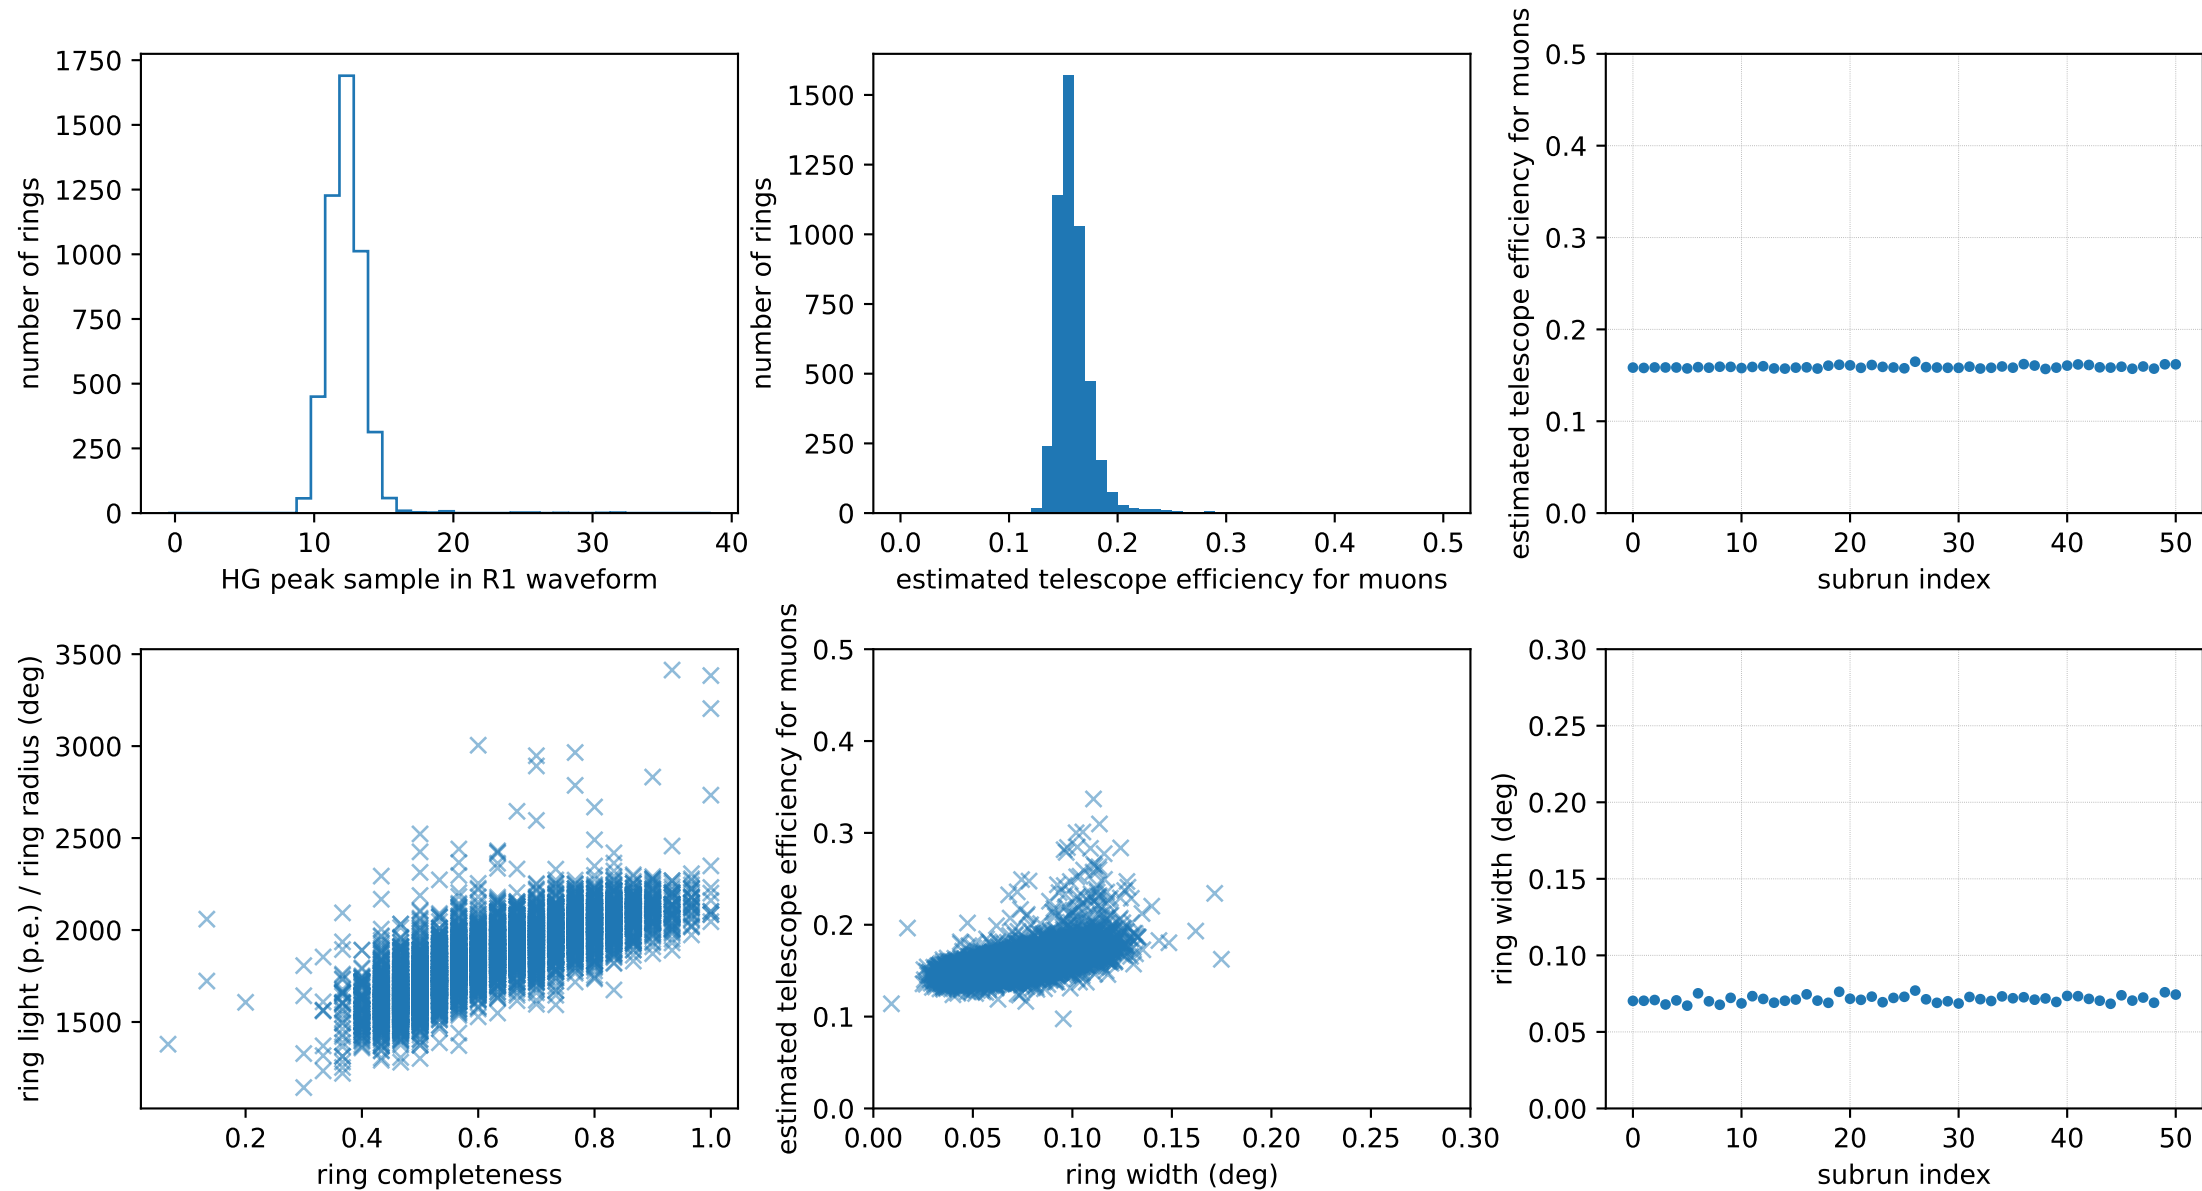 1750
1500
1250
1000
750
500
250
0
number of rings
0 10 20 30 40
HG peak sample in R1 waveform
1500
1250
1000
750
500
250
0
number of rings
0.0 0.1 0.2 0.3 0.4 0.5
estimated telescope efficiency for muons
0.5
0.4
0.3
0.2
0.1
0.0
estimated telescope efficiency for muons
0 10 20 30 40 50
subrun index
3500
3000
2500
2000
1500
ring light (p.e.) / ring radius (deg)
0.2 0.4 0.6 0.8 1.0
ring completeness
0.5
0.4
0.3
0.2
0.1
0.0
estimated telescope efficiency for muons
0.00 0.05 0.10 0.15 0.20 0.25 0.30
ring width (deg)
0.30
0.25
0.20
0.15
0.10
0.05
0.00
ring width (deg)
0 10 20 30 40 50
subrun index